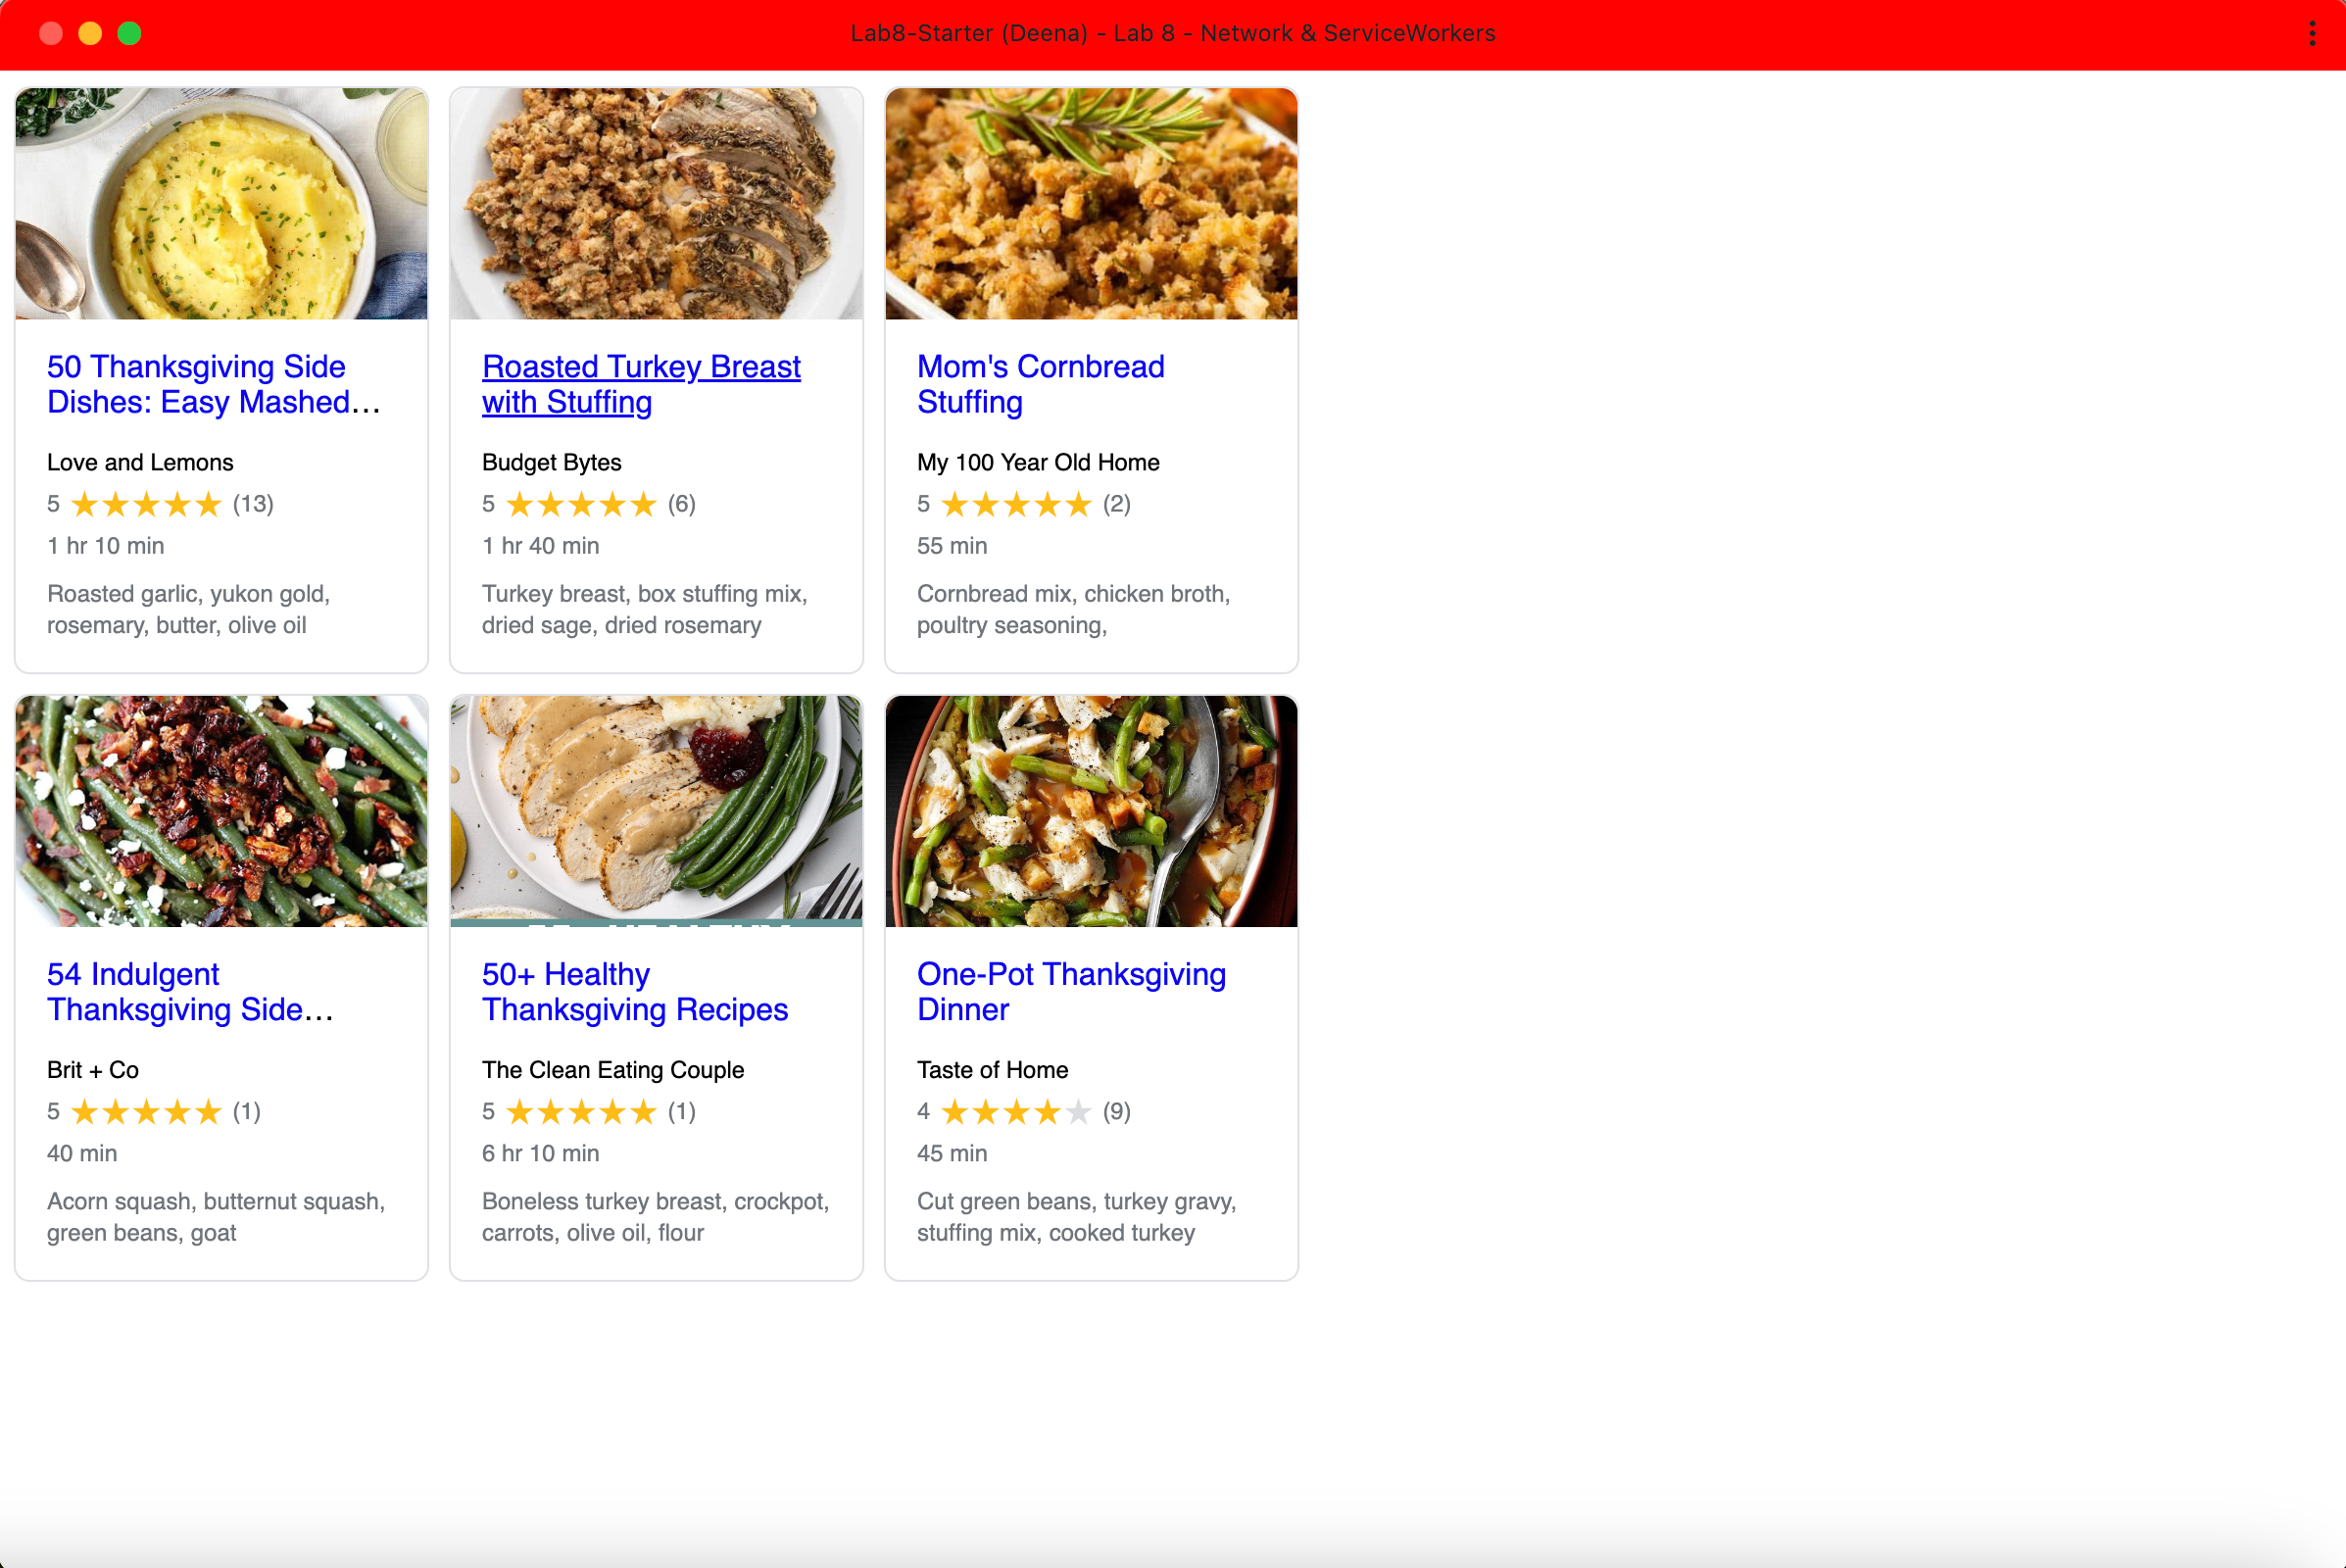 Lab8-Starter (Deena) - Lab 8 - Network & ServiceWorkers
50 Thanksgiving Side
Dishes: Easy Mashed...
Love and Lemons
5 ★★★★★ (13)
1 hr 10 min
Roasted garlic, yukon gold,
rosemary, butter, olive oil
Roasted Turkey Breast
with Stuffing
Budget Bytes
5 ★★★★★ (6)
1 hr 40 min
Turkey breast, box stuffing mix,
dried sage, dried rosemary
Mom's Cornbread
Stuffing
My 100 Year Old Home
5 ★★★★★ (2)
55 min
Cornbread mix, chicken broth,
poultry seasoning,
54 Indulgent
Thanksgiving Side...
Brit + Co
5 ★★★★★ (1)
40 min
Acorn squash, butternut squash,
green beans, goat
50+ Healthy
Thanksgiving Recipes
The Clean Eating Couple
5 ★★★★★ (1)
6 hr 10 min
Boneless turkey breast, crockpot,
carrots, olive oil, flour
One-Pot Thanksgiving
Dinner
Taste of Home
4 ★★★★★ (9)
45 min
Cut green beans, turkey gravy,
stuffing mix, cooked turkey